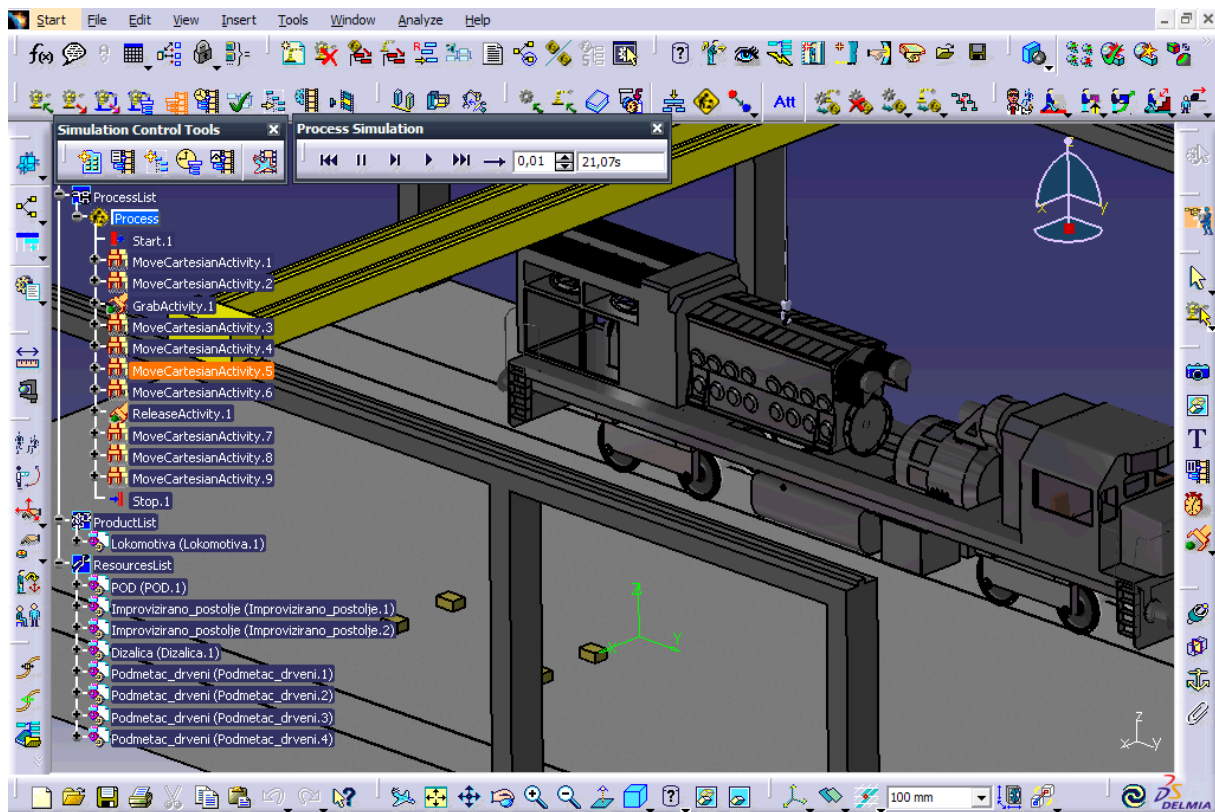 Start File Edit View Insert Tools Window Analyze Help
f(x)
Att
Simulation Control Tools
Process Simulation
0,01 21,07s
ProcessList
Process
Start.1
MoveCartesianActivity.1
MoveCartesianActivity.2
GrabActivity.1
MoveCartesianActivity.3
MoveCartesianActivity.4
MoveCartesianActivity.5
MoveCartesianActivity.6
ReleaseActivity.1
MoveCartesianActivity.7
MoveCartesianActivity.8
MoveCartesianActivity.9
Stop.1
ProductList
Lokomotiva (Lokomotiva.1)
ResourcesList
POD (POD.1)
Improvizirano_postolje (Improvizirano_postolje.1)
Improvizirano_postolje (Improvizirano_postolje.2)
Dizalica (Dizalica.1)
Podmetac_drveni (Podmetac_drveni.1)
Podmetac_drveni (Podmetac_drveni.2)
Podmetac_drveni (Podmetac_drveni.3)
Podmetac_drveni (Podmetac_drveni.4)
x y
z
y
T
z
x y
100 mm
DELMIA